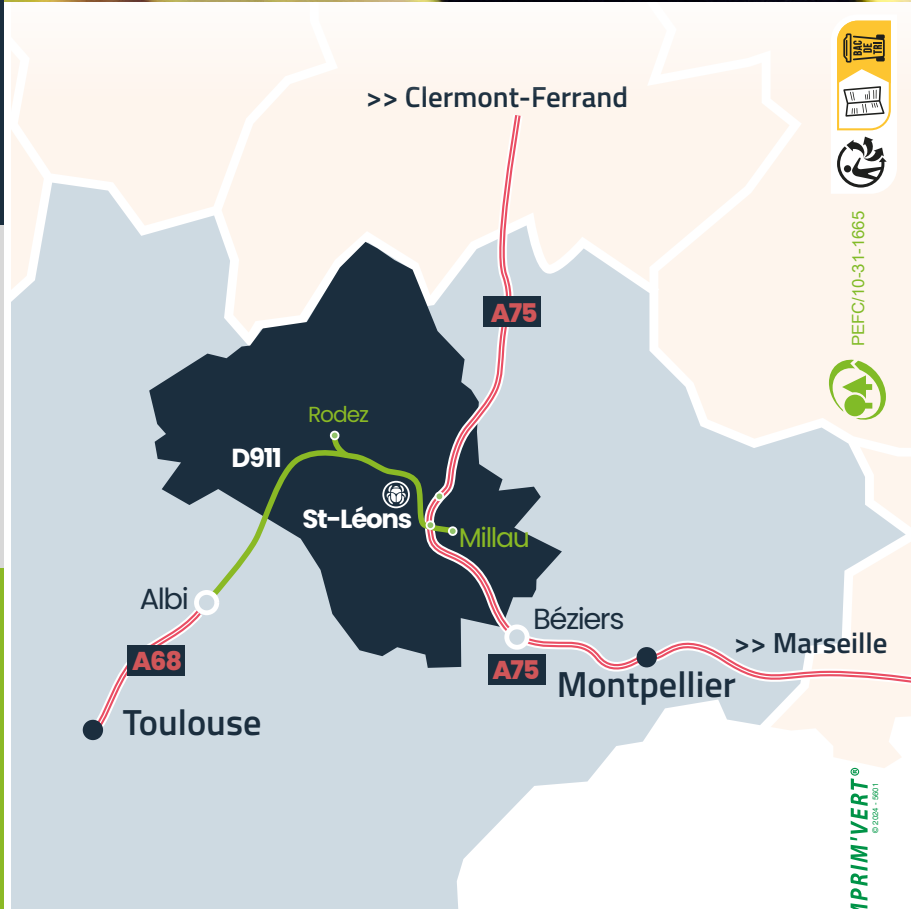 >> Clermont-Ferrand
A75
Rodez
D911
St-Léons
Millau
Albi
Béziers
A68
A75
>> Marseille
Montpellier
Toulouse
BAC
DE
TRI
PEFC/10-31-1665
MPRIM'VERT®
© 2024 - 5601